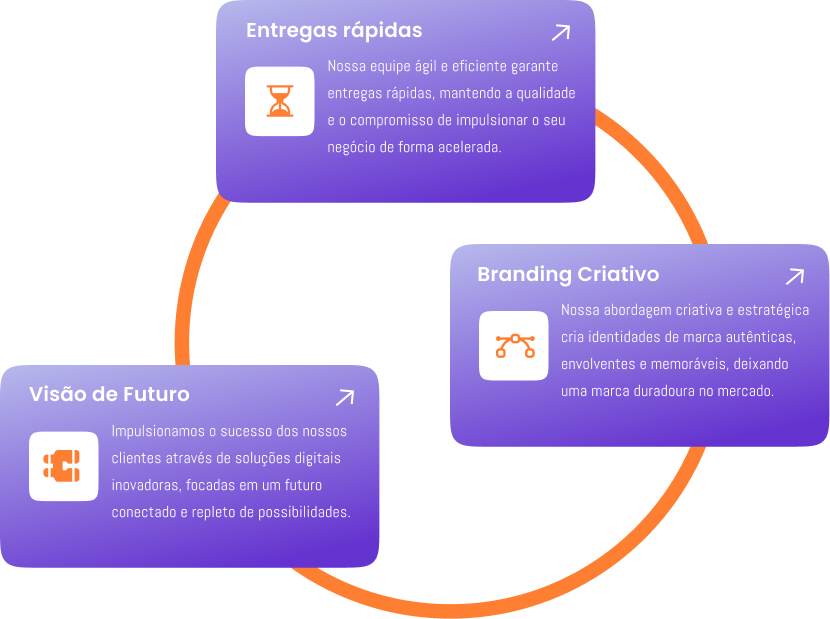 Entregas rápidas
Nossa equipe ágil e eficiente garante
entregas rápidas, mantendo a qualidade
e o compromisso de impulsionar o seu
negócio de forma acelerada.
Branding Criativo
Nossa abordagem criativa e estratégica
cria identidades de marca autênticas,
envolventes e memoráveis, deixando
uma marca duradoura no mercado.
Visão de Futuro
Impulsionamos o sucesso dos nossos
clientes através de soluções digitais
inovadoras, focadas em um futuro
conectado e repleto de possibilidades.